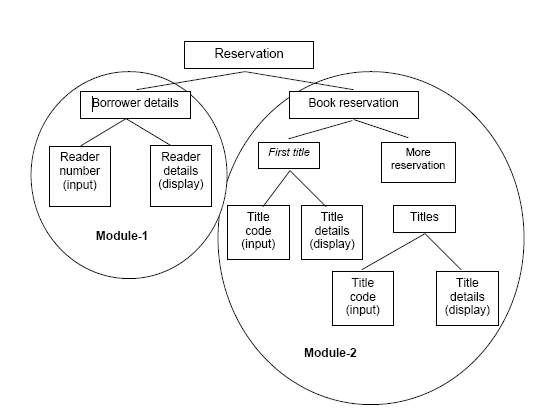 Reservation
Borrower details
Book reservation
First title
More
reservation
Reader
number
(input)
Reader
details
(display)
Title
code
(input)
Title
details
(display)
Titles
Module-1
Title
code
(input)
Title
details
(display)
Module-2